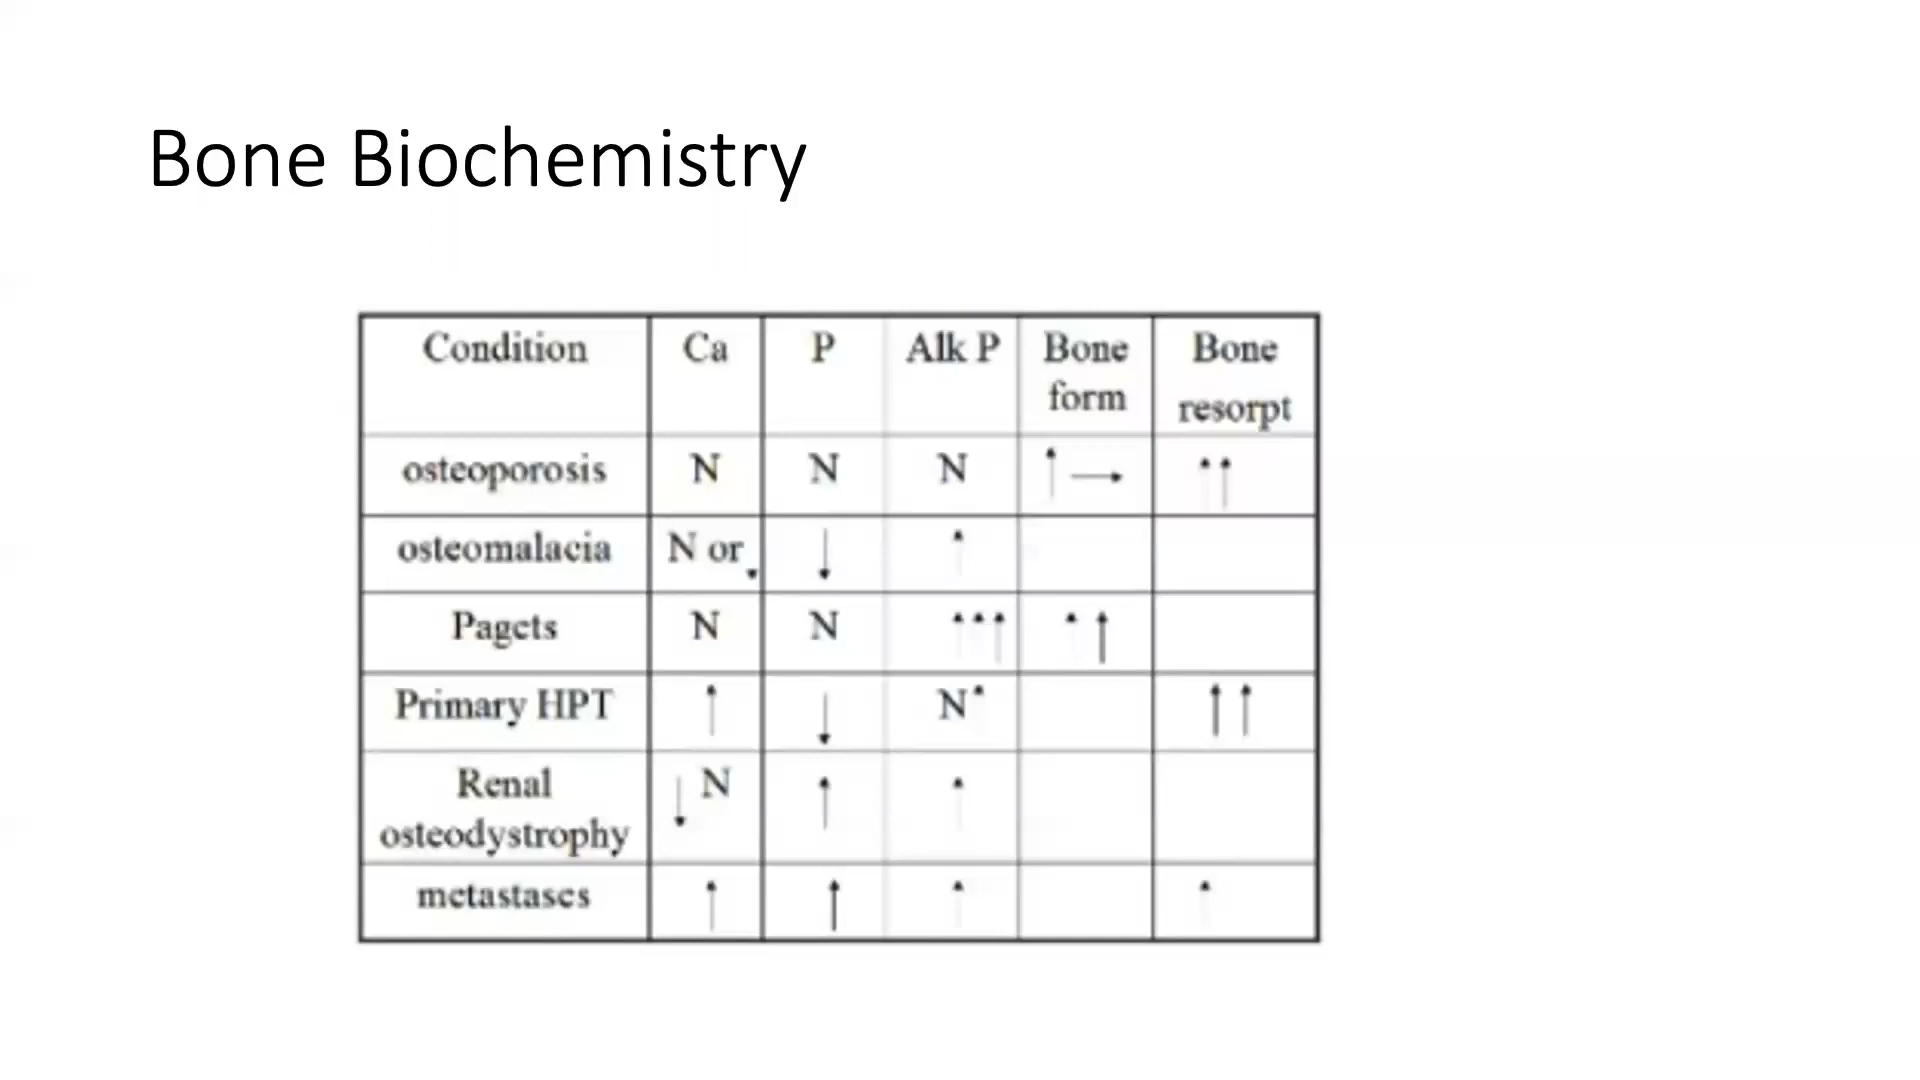 Bone Biochemistry
Condition Ca P Alk P Bone form Bone resorpt
osteoporosis N N N ↑ → ↑↑
osteomalacia N or ↓ ↓ ↑
Pagets N N ↑↑↑ ↑↑
Primary HPT ↑ ↓ N↑ ↑↑
Renal osteodystrophy ↓ N ↑ ↑
metastases ↑ ↑ ↑ ↑